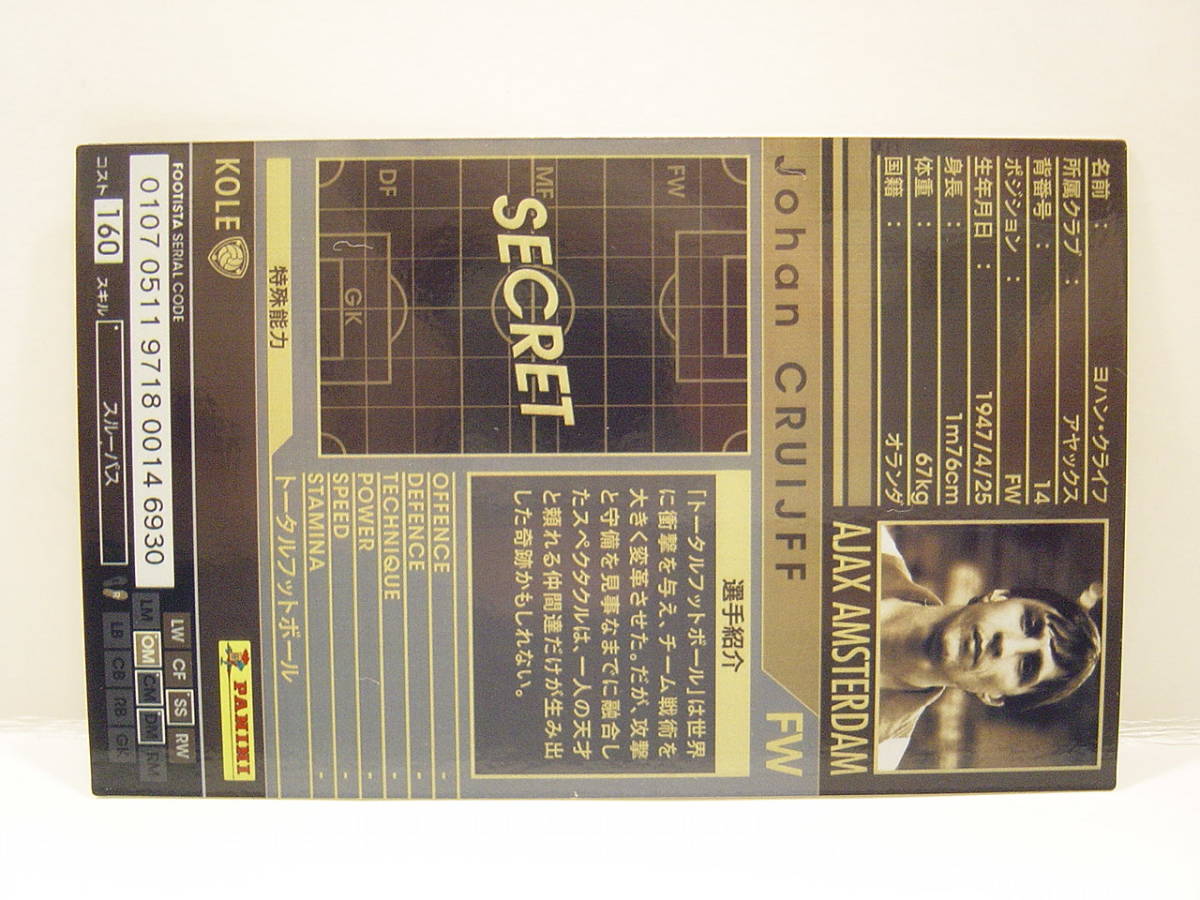 名前： ヨハン・クライフ
所属クラブ： アヤックス
背番号： 14
ポジション： FW
生年月日： 1947/4/25
身長： 1m76cm
体重： 67kg
国籍： オランダ
AJAX AMSTERDAM
Johan CRUIJFF
FW
FW
MF
DF
GK
SECRET
選手紹介
「トータルフットボール」は世界
に衝撃を与え、チーム戦術を
大きく変革させた。だが、攻撃
と守備を見事なまでに融合し
たスペクタクルは、一人の天才
と頼れる仲間達だけが生み出
した奇跡かもしれない。
OFFENCE -
DEFENCE -
TECHNIQUE -
POWER -
SPEED -
STAMINA -
特殊能力
トータルフットボール
KOLE
PANINI
FOOTISTA SERIAL CODE
0107 0511 9718 0014 6930
LW CF SS RW
LM OM CM DM RM
LB CB RB GK
R
コスト 160 スキル スルーパス